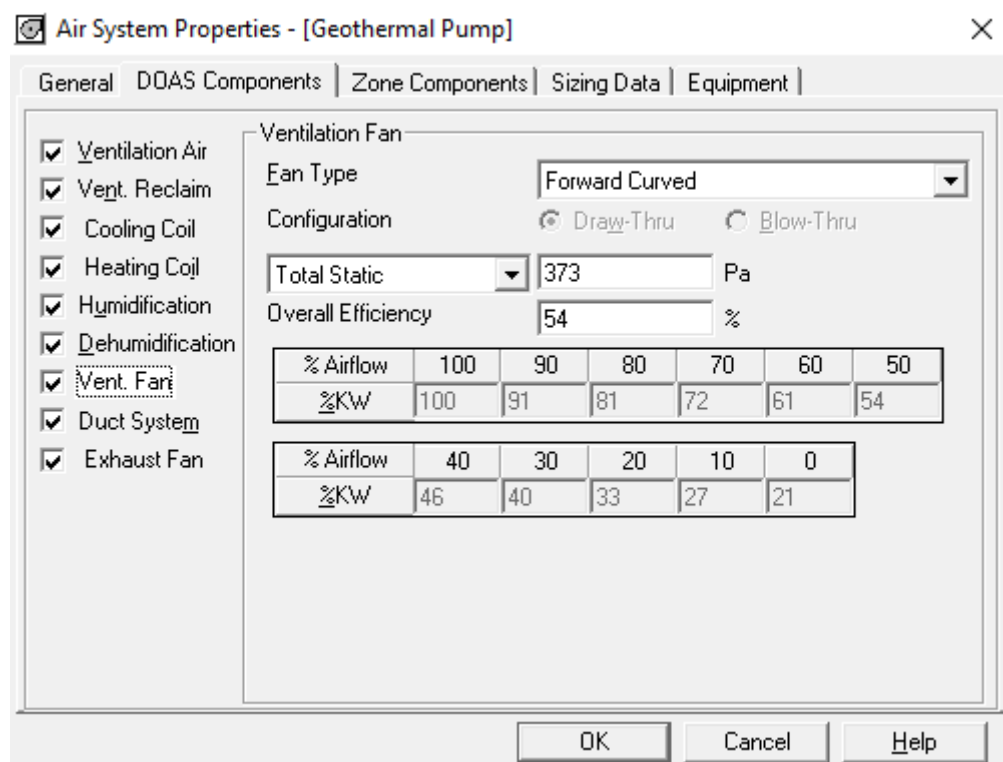 Air System Properties - [Geothermal Pump]
General DOAS Components Zone Components Sizing Data Equipment
Ventilation Air
Vent. Reclaim
Cooling Coil
Heating Coil
Humidification
Dehumidification
Vent. Fan
Duct System
Exhaust Fan
Ventilation Fan
Fan Type Forward Curved
Configuration Draw-Thru Blow-Thru
Total Static 373 Pa
Overall Efficiency 54 %
% Airflow 100 90 80 70 60 50
%KW 100 91 81 72 61 54
% Airflow 40 30 20 10 0
%KW 46 40 33 27 21
OK Cancel Help